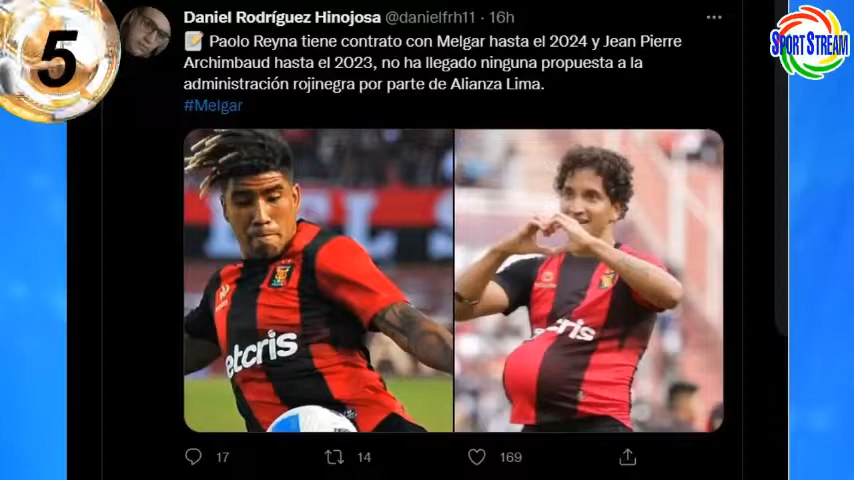 5
Daniel Rodríguez Hinojosa @danielfrh11 · 16h
Paolo Reyna tiene contrato con Melgar hasta el 2024 y Jean Pierre
Archimbaud hasta el 2023, no ha llegado ninguna propuesta a la
administración rojinegra por parte de Alianza Lima.
#Melgar
etcris
cris
17
14
169
SPORT STREAM